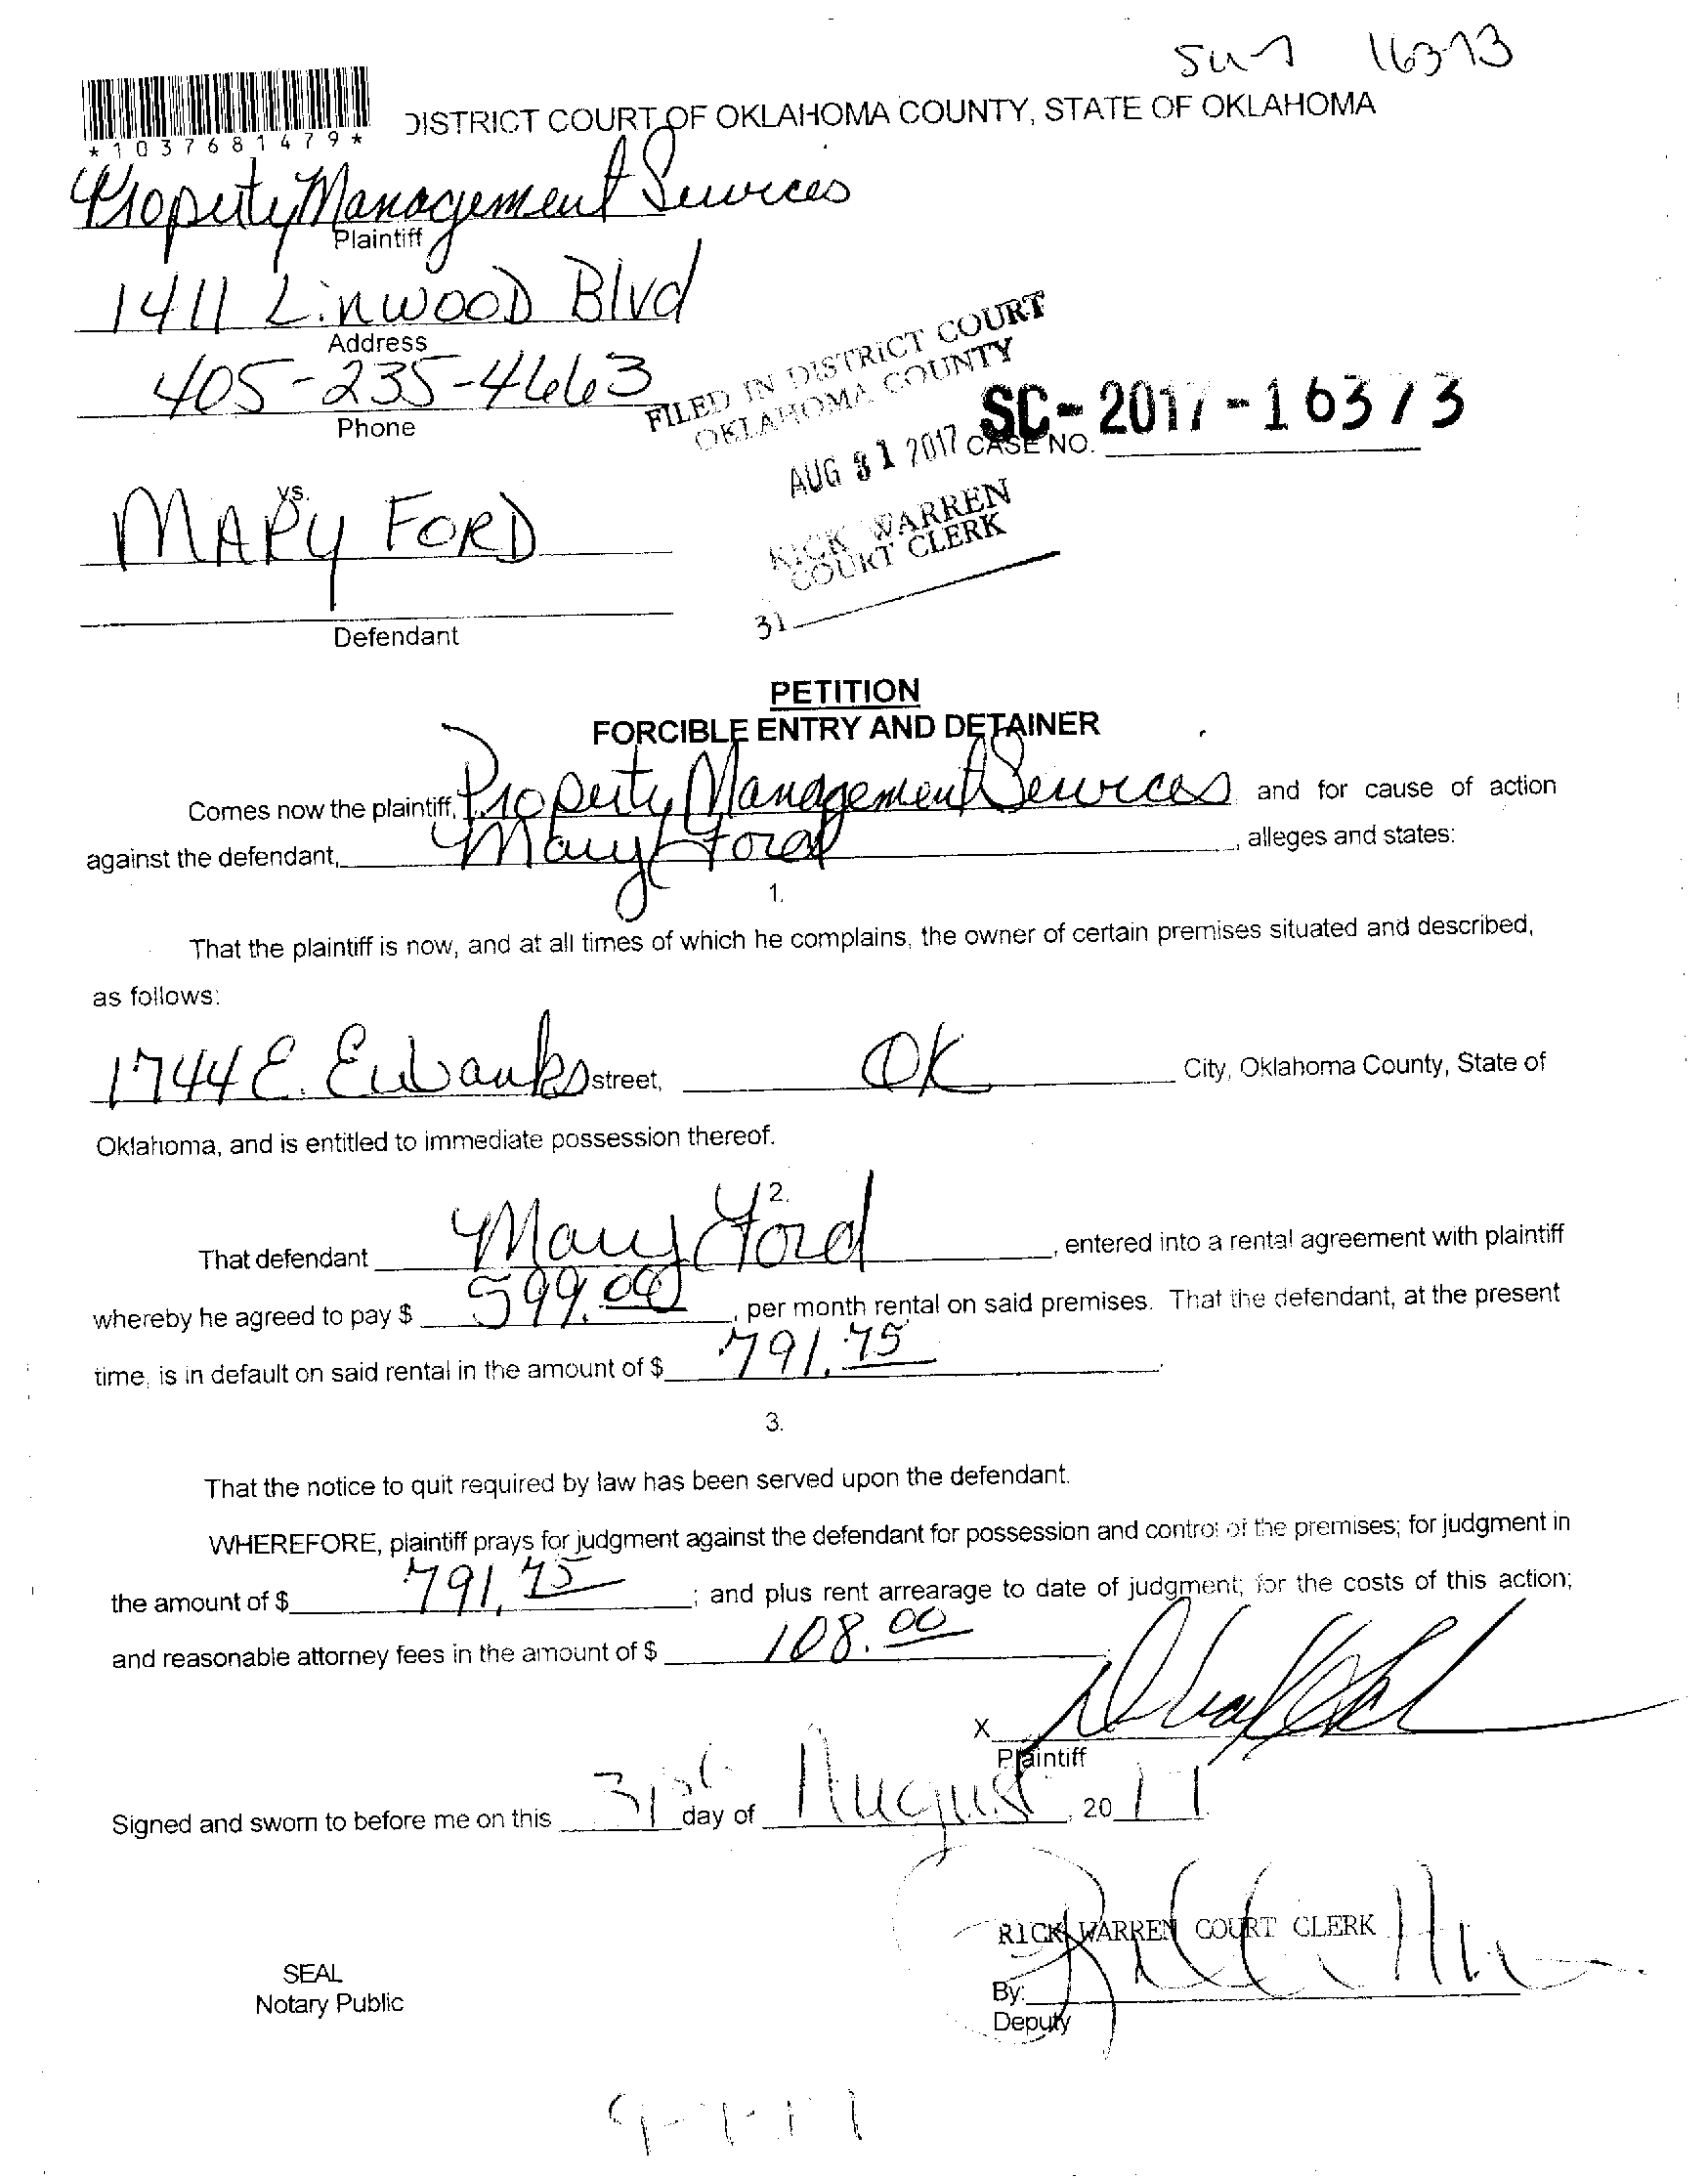 16373
DISTRICT COURT OF OKLAHOMA COUNTY, STATE OF OKLAHOMA
*1037681479*
Property Management Services
Plaintiff
1411 Linwood Blvd
Address
405-235-4663
Phone
FILED IN DISTRICT COURT
OKLAHOMA COUNTY
SC-2017-16373
AUG 31 2017
CASE NO.
RICK WARREN
COURT CLERK
31
vs.
MARY FORD
Defendant
PETITION
FORCIBLE ENTRY AND DETAINER
Comes now the plaintiff, Property Management Services and for cause of action
against the defendant, Mary Ford, alleges and states:
1.
That the plaintiff is now, and at all times of which he complains, the owner of certain premises situated and described,
as follows:
1744 E. Eubanks street, OK City, Oklahoma County, State of
Oklahoma, and is entitled to immediate possession thereof.
2.
That defendant Mary Ford, entered into a rental agreement with plaintiff
whereby he agreed to pay $ 599.00, per month rental on said premises. That the defendant, at the present
time, is in default on said rental in the amount of $ 791.75.
3.
That the notice to quit required by law has been served upon the defendant.
WHEREFORE, plaintiff prays for judgment against the defendant for possession and control of the premises; for judgment in
the amount of $ 791.75; and plus rent arrearage to date of judgment; for the costs of this action;
and reasonable attorney fees in the amount of $ 108.00
X
Plaintiff
Signed and sworn to before me on this 31st day of August, 2017.
RICK WARREN COURT CLERK
SEAL
Notary Public
By:
Deputy